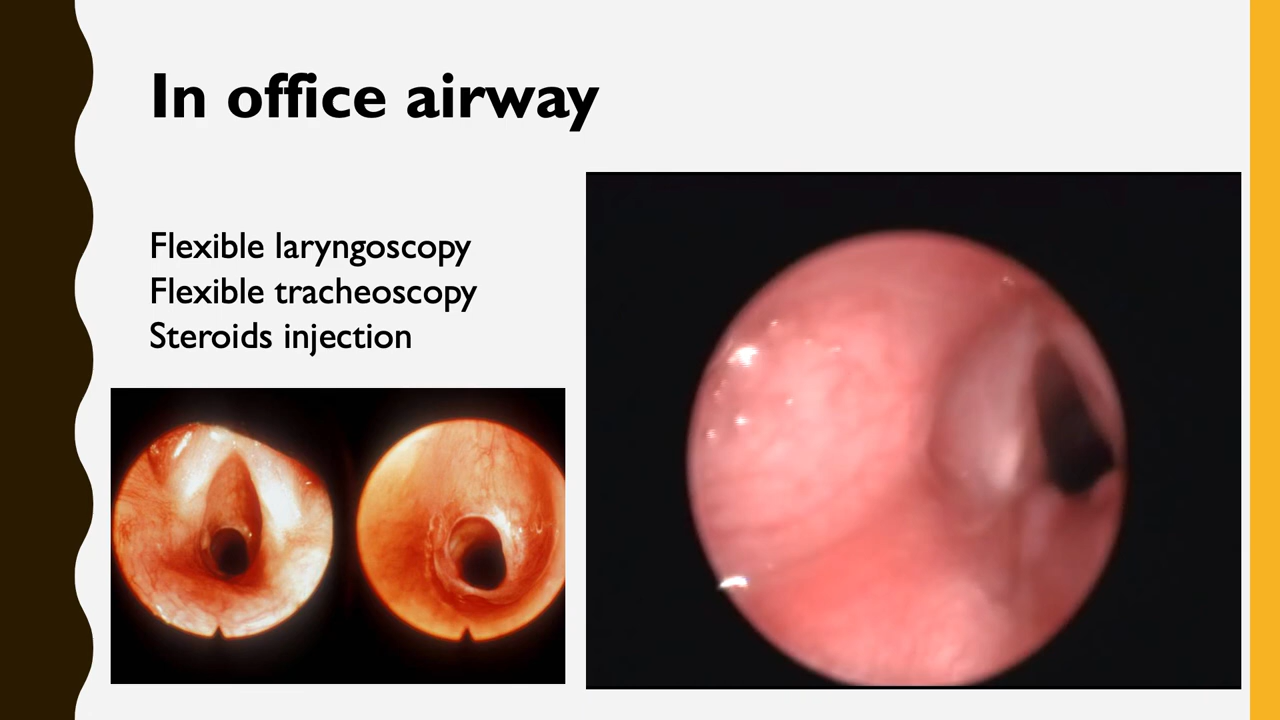 In office airway
Flexible laryngoscopy
Flexible tracheoscopy
Steroids injection